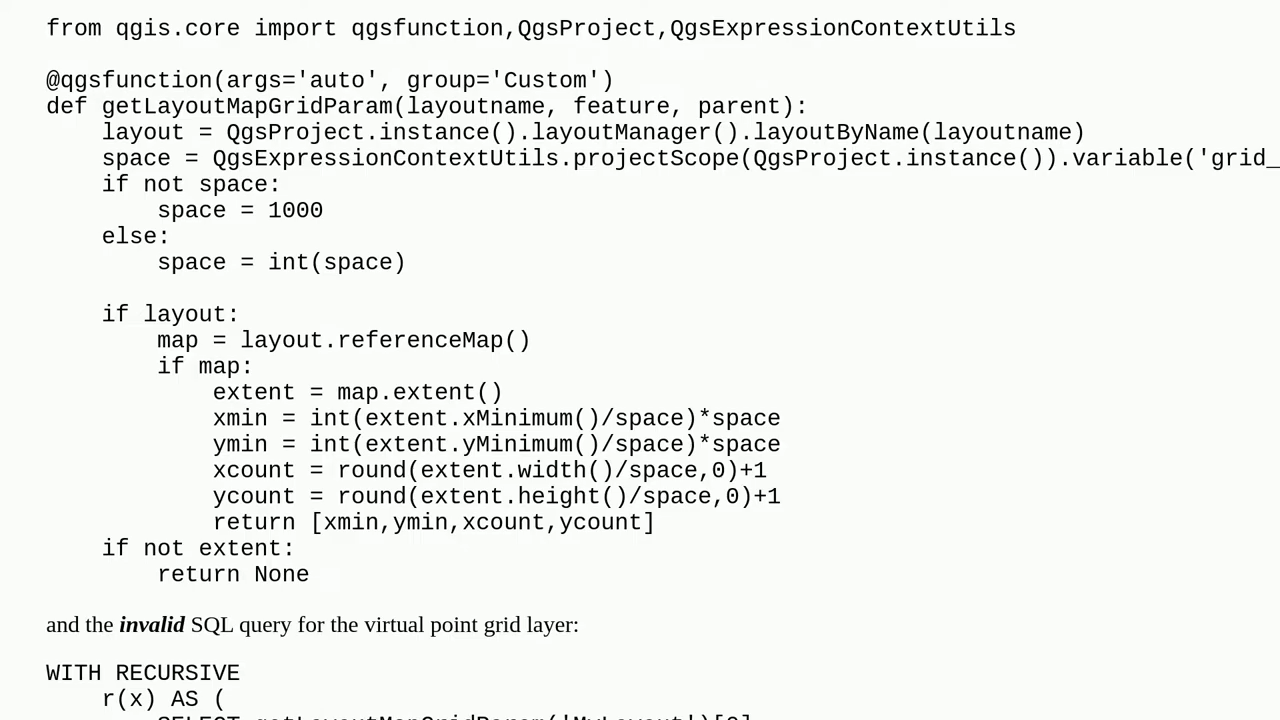 from qgis.core import qgsfunction,QgsProject,QgsExpressionContextUtils
@qgsfunction(args='auto', group='Custom')
def getLayoutMapGridParam(layoutname, feature, parent):
    layout = QgsProject.instance().layoutManager().layoutByName(layoutname)
    space = QgsExpressionContextUtils.projectScope(QgsProject.instance()).variable('grid_
    if not space:
        space = 1000
    else:
        space = int(space)
    if layout:
        map = layout.referenceMap()
        if map:
            extent = map.extent()
            xmin = int(extent.xMinimum()/space)*space
            ymin = int(extent.yMinimum()/space)*space
            xcount = round(extent.width()/space,0)+1
            ycount = round(extent.height()/space,0)+1
            return [xmin,ymin,xcount,ycount]
    if not extent:
        return None
and the invalid SQL query for the virtual point grid layer:
WITH RECURSIVE
    r(x) AS (
        SELECT getLayoutMapGridParam('MyLayout')[0]